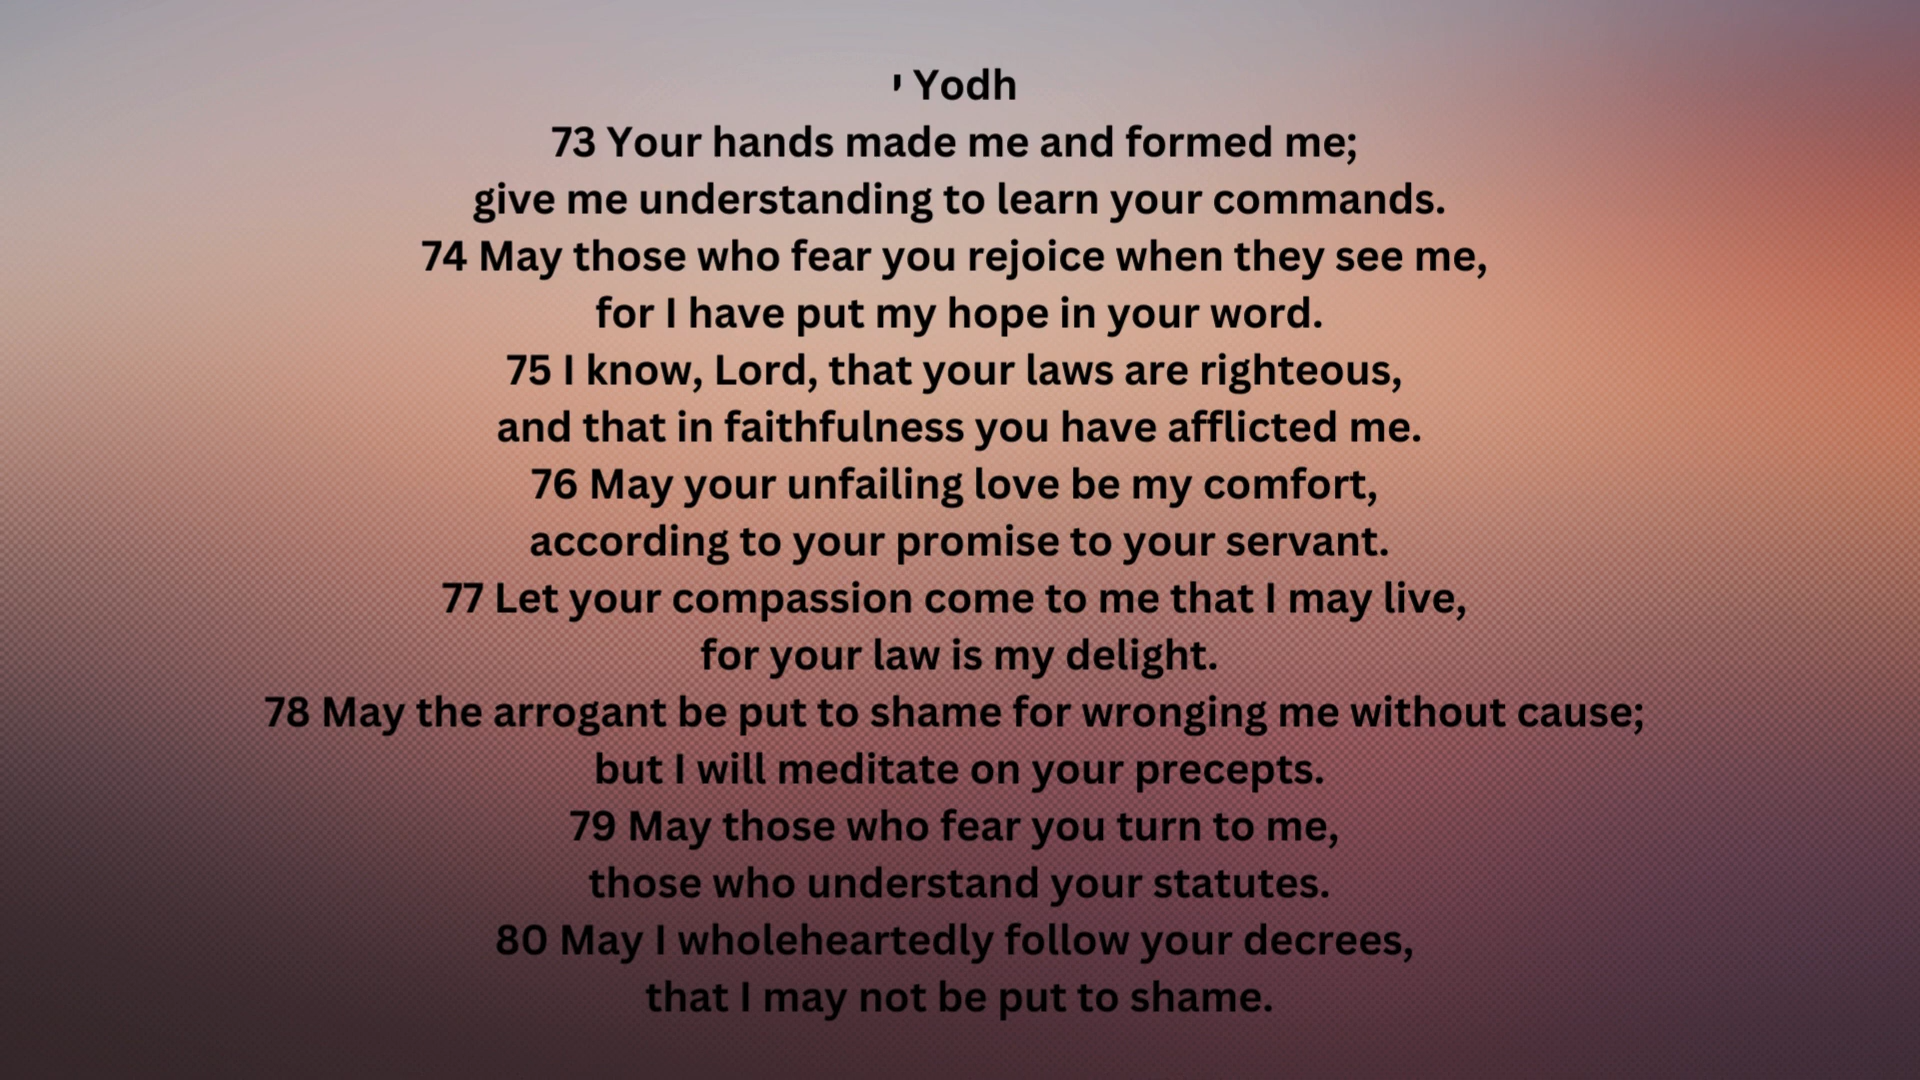 י Yodh
73 Your hands made me and formed me;
give me understanding to learn your commands.
74 May those who fear you rejoice when they see me,
for I have put my hope in your word.
75 I know, Lord, that your laws are righteous,
and that in faithfulness you have afflicted me.
76 May your unfailing love be my comfort,
according to your promise to your servant.
77 Let your compassion come to me that I may live,
for your law is my delight.
78 May the arrogant be put to shame for wronging me without cause;
but I will meditate on your precepts.
79 May those who fear you turn to me,
those who understand your statutes.
80 May I wholeheartedly follow your decrees,
that I may not be put to shame.